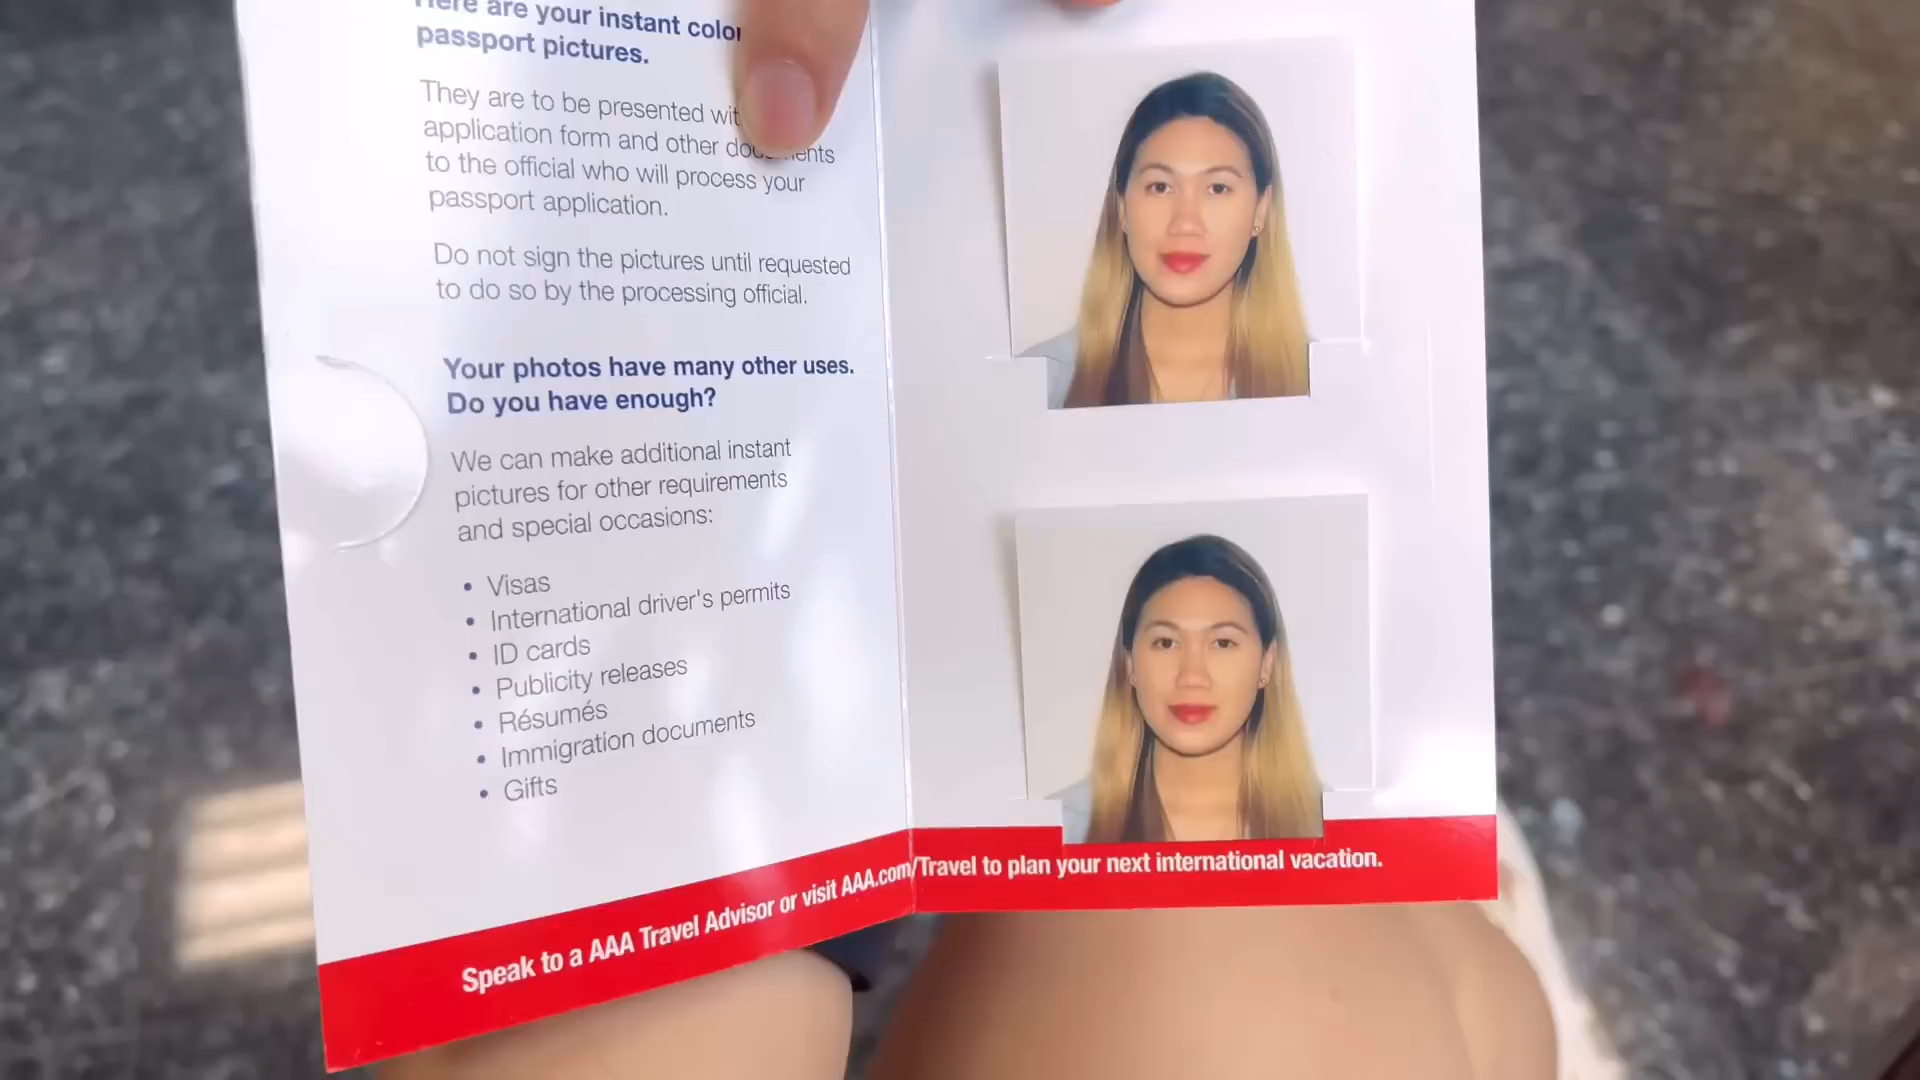 Here are your instant color
passport pictures.
They are to be presented
application form and other documents
to the official who will process your
passport application.
Do not sign the pictures until requested
to do so by the processing official.
Your photos have many other uses.
Do you have enough?
We can make additional instant
pictures for other requirements
and special occasions:
• Visas
• International driver's permits
• ID cards
• Publicity releases
• Résumés
• Immigration documents
• Gifts
Speak to a AAA Travel Advisor or visit AAA.com/Travel to plan your next international vacation.